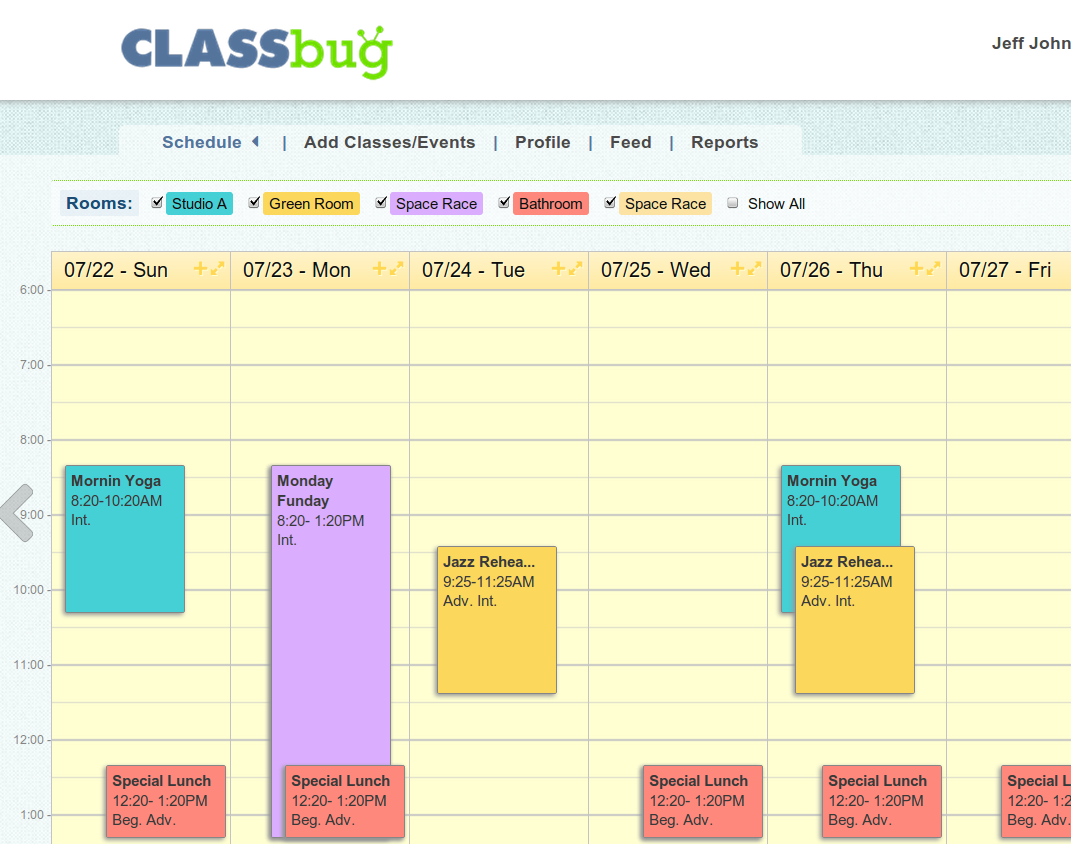 CLASSbug
Jeff John
Schedule | Add Classes/Events | Profile | Feed | Reports
Rooms: Studio A Green Room Space Race Bathroom Space Race Show All
07/22 - Sun 07/23 - Mon 07/24 - Tue 07/25 - Wed 07/26 - Thu 07/27 - Fri
6:00
7:00
8:00
9:00
10:00
11:00
12:00
1:00
Mornin Yoga
8:20-10:20AM
Int.
Special Lunch
12:20- 1:20PM
Beg. Adv.
Monday
Funday
8:20- 1:20PM
Int.
Special Lunch
12:20- 1:20PM
Beg. Adv.
Jazz Rehea...
9:25-11:25AM
Adv. Int.
Special Lunch
12:20- 1:20PM
Beg. Adv.
Mornin Yoga
8:20-10:20AM
Int.
Jazz Rehea...
9:25-11:25AM
Adv. Int.
Special Lunch
12:20- 1:20PM
Beg. Adv.
Special L
12:20- 1:2
Beg. Adv.